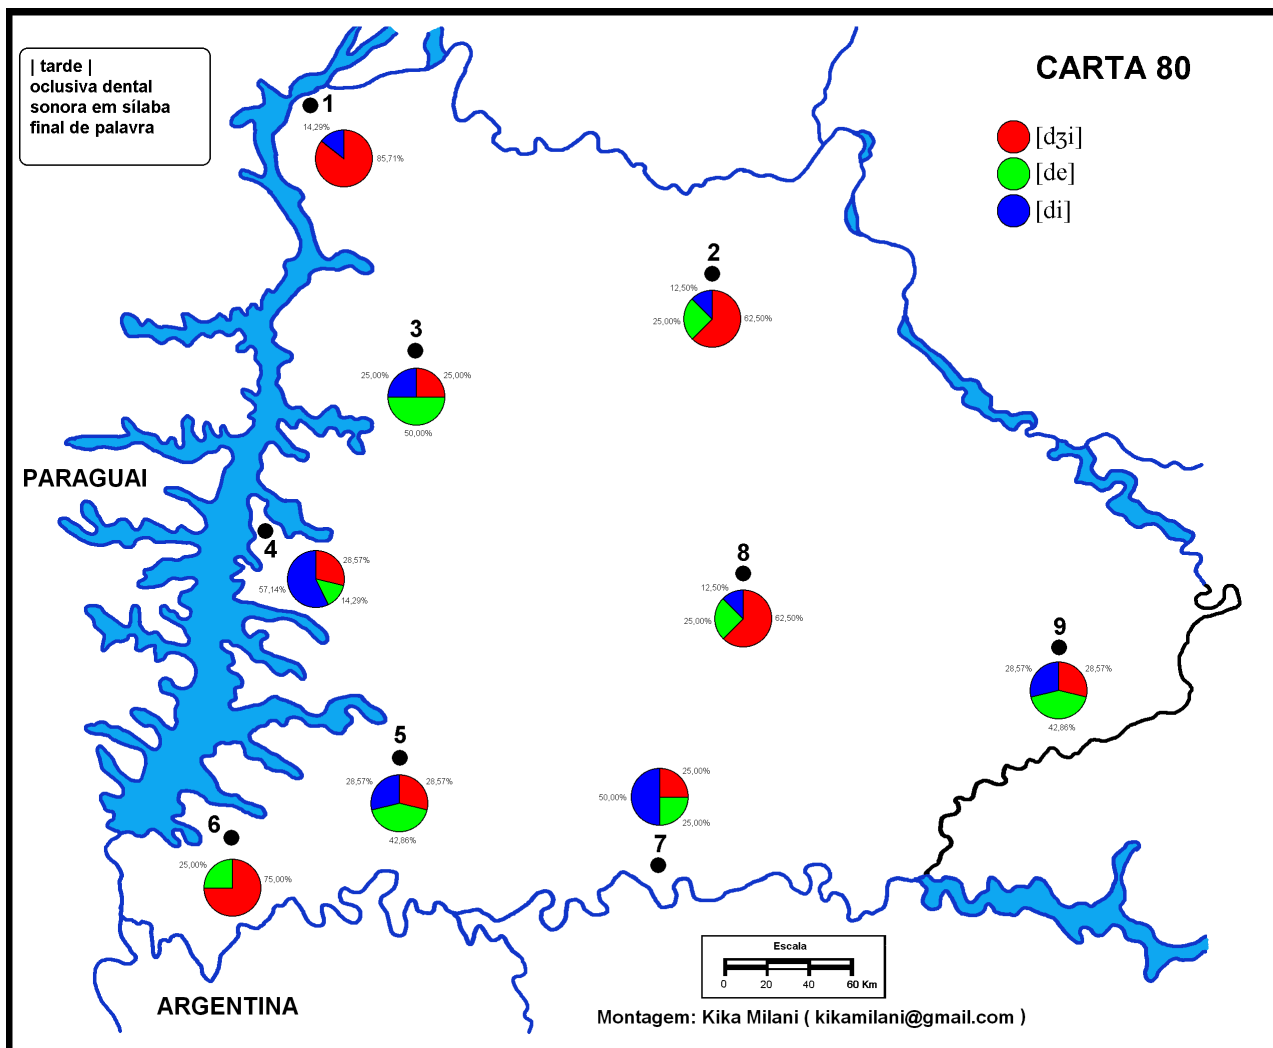 | tarde |
oclusiva dental
sonora em sílaba
final de palavra
CARTA 80
[dʒi]
[de]
[di]
1
14,29%
85,71%
2
12,50%
25,00%
62,50%
3
25,00%
25,00%
50,00%
PARAGUAI
4
28,57%
57,14%
14,29%
8
12,50%
25,00%
62,50%
9
28,57%
28,57%
42,86%
5
28,57%
28,57%
42,86%
25,00%
50,00%
25,00%
7
6
25,00%
75,00%
Escala
0 20 40 60 Km
ARGENTINA
Montagem: Kika Milani ( kikamilani@gmail.com )